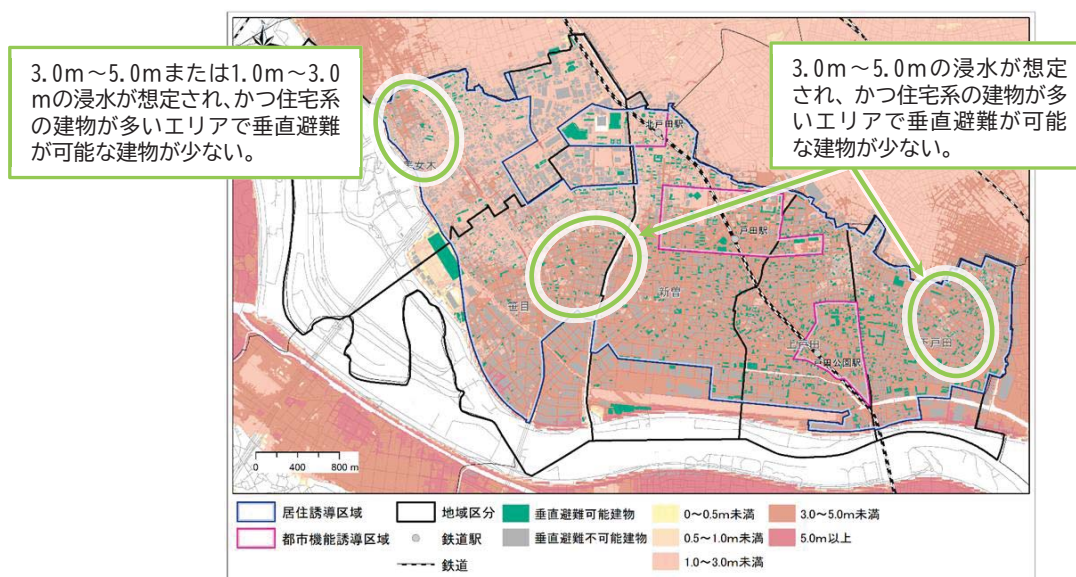 3.0m～5.0mまたは1.0m～3.0
mの浸水が想定され、かつ住宅系
の建物が多いエリアで垂直避難
が可能な建物が少ない。
3.0m～5.0mの浸水が想定
され、かつ住宅系の建物が多
いエリアで垂直避難が可能
な建物が少ない。
北戸田駅
美女木
戸田駅
新曽
笹目
上戸田
下戸田
戸田公園駅
0 400 800 m
居住誘導区域
地域区分
垂直避難可能建物
0～0.5m未満
3.0～5.0m未満
都市機能誘導区域
鉄道駅
垂直避難不可能建物
0.5～1.0m未満
5.0m以上
鉄道
1.0～3.0m未満